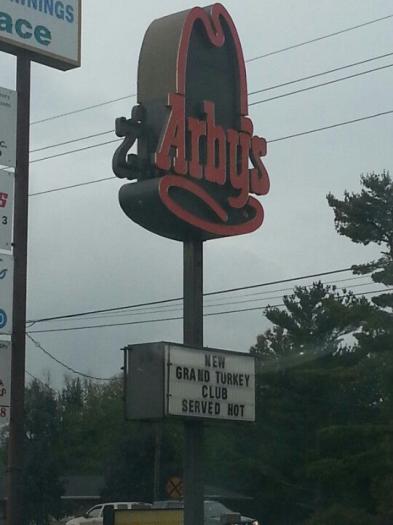 ace
Arby's
NEW
GRAND TURKEY
CLUB
SERVED HOT